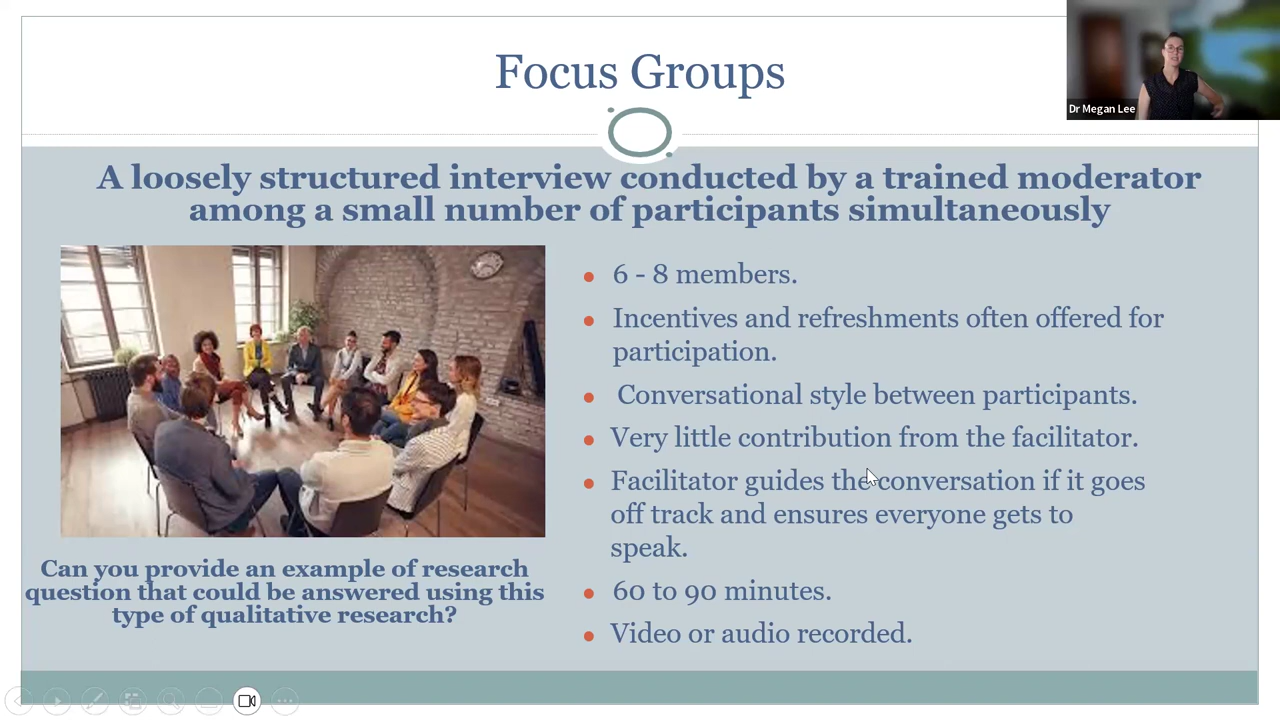 Focus Groups
Dr Megan Lee
A loosely structured interview conducted by a trained moderator
among a small number of participants simultaneously
6 - 8 members.
Incentives and refreshments often offered for
participation.
Conversational style between participants.
Very little contribution from the facilitator.
Facilitator guides the conversation if it goes
off track and ensures everyone gets to
speak.
60 to 90 minutes.
Video or audio recorded.
Can you provide an example of research
question that could be answered using this
type of qualitative research?